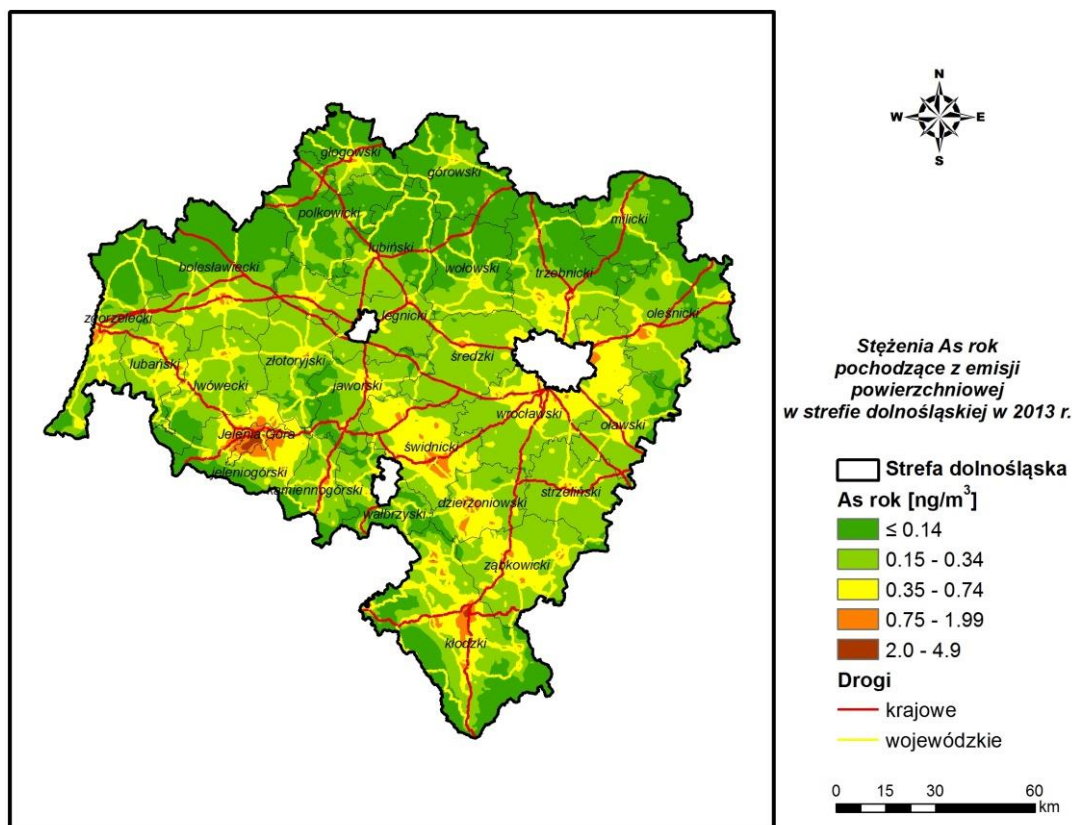 N
W E
S
głogowski
górowski
polkowicki
milicki
lubiński
bolesławiecki
wołowski
trzebnicki
zgorzelecki
legnicki
oleśnicki
lubański
złotoryjski
średzki
lwówecki
jaworski
wrocławski
oławski
Jelenia Góra
świdnicki
jeleniogórski
kamiennogórski
dzierżoniowski
strzeliński
wałbrzyski
ząbkowicki
kłodzki
Stężenia As rok
pochodzące z emisji
powierzchniowej
w strefie dolnośląskiej w 2013 r.
Strefa dolnośląska
As rok [ng/m³]
≤ 0.14
0.15 - 0.34
0.35 - 0.74
0.75 - 1.99
2.0 - 4.9
Drogi
krajowe
wojewódzkie
0 15 30 60
km